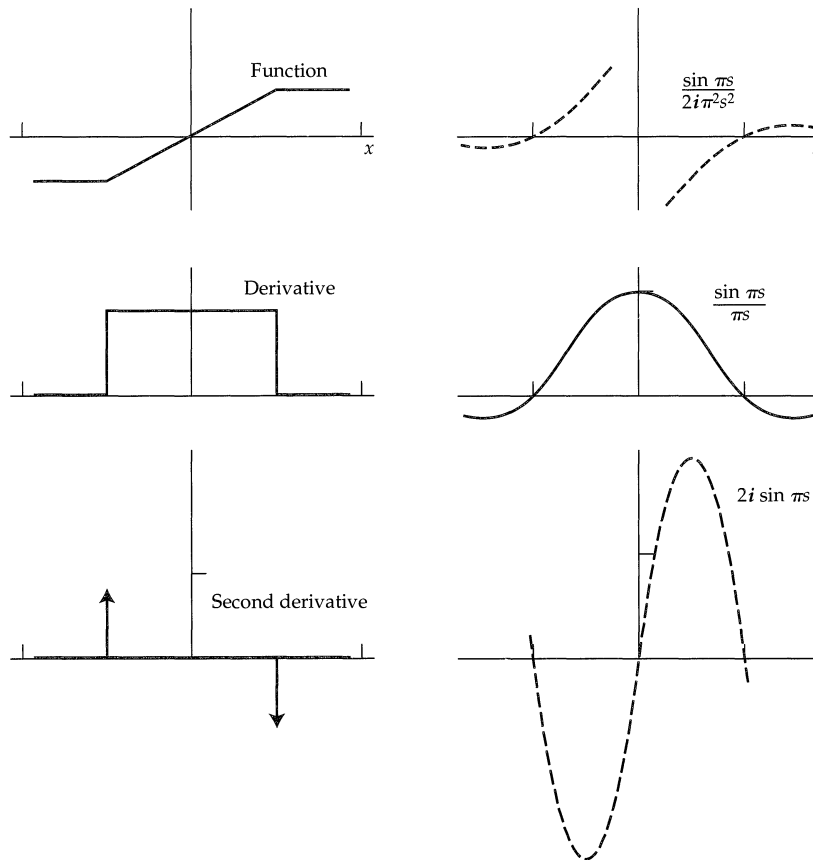 Function
x
sin πs
2iπ²s²
Derivative
sin πs
πs
Second derivative
2i sin πs